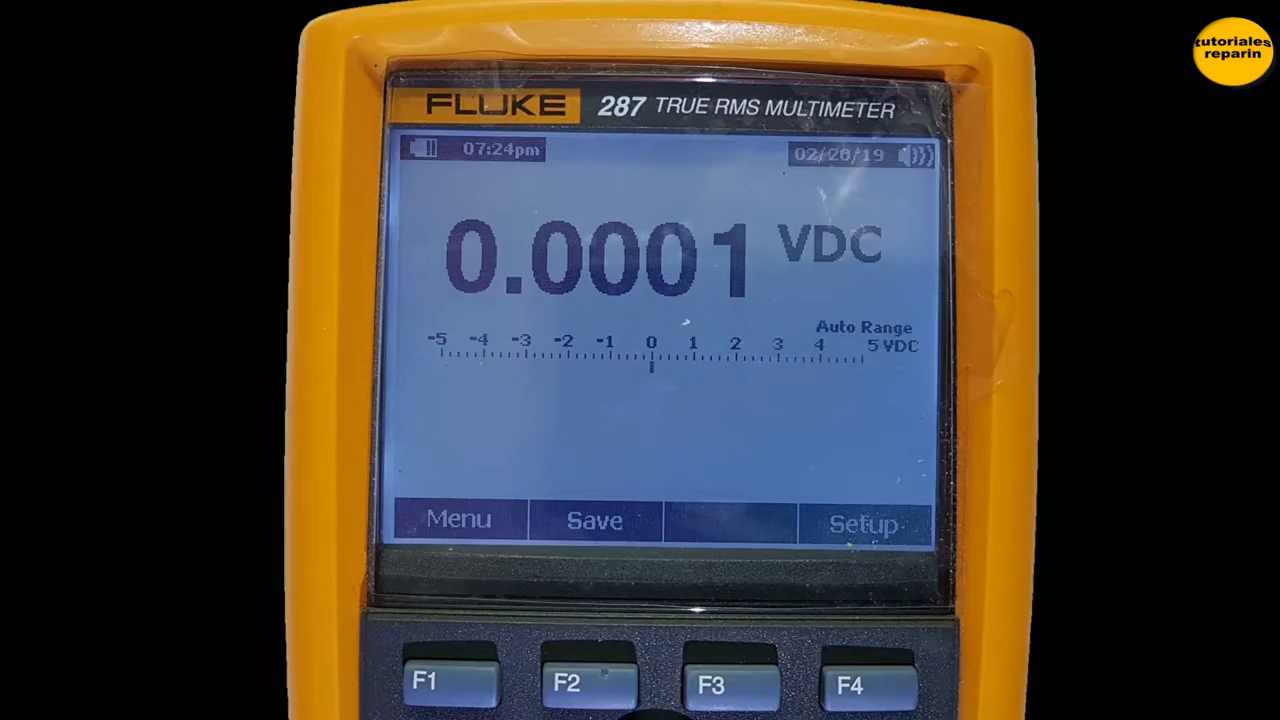 tutoriales
reparin
FLUKE 287 TRUE RMS MULTIMETER
07:24pm 02/20/19
0.0001 VDC
Auto Range
-5 -4 -3 -2 -1 0 1 2 3 4 5 VDC
Menu Save Setup
F1 F2 F3 F4